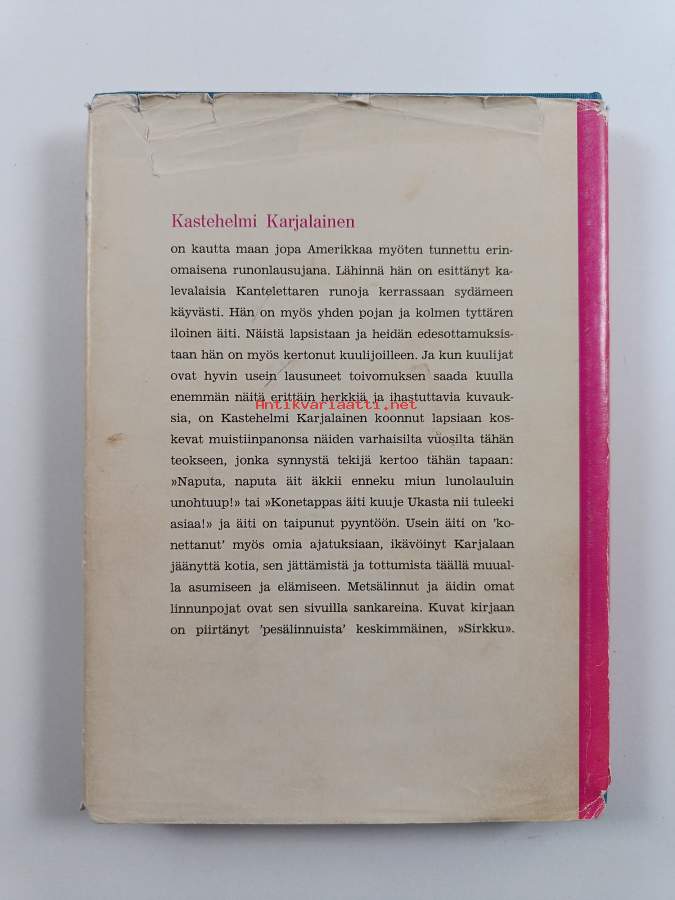 Kastehelmi Karjalainen
on kautta maan jopa Amerikkaa myöten tunnettu erin-
omaisena runonlausujana. Lähinnä hän on esittänyt ka-
levalaisia Kantelettaren runoja kerrassaan sydämeen
käyvästi. Hän on myös yhden pojan ja kolmen tyttären
iloinen äiti. Näistä lapsistaan ja heidän edesottamuksis-
taan hän on myös kertonut kuulijoilleen. Ja kun kuulijat
ovat hyvin usein lausuneet toivomuksen saada kuulla
enemmän näitä erittäin herkkiä ja ihastuttavia kuvauk-
Antikvariaatti.net
sia, on Kastehelmi Karjalainen koonnut lapsiaan kos-
kevat muistiinpanonsa näiden varhaisilta vuosilta tähän
teokseen, jonka synnystä tekijä kertoo tähän tapaan:
»Naputa, naputa äit äkkii enneku miun lunolauluin
unohtuup!» tai »Konetappas äiti kuuje Ukasta nii tuleeki
asiaa!» ja äiti on taipunut pyyntöön. Usein äiti on 'ko-
nettanut' myös omia ajatuksiaan, ikävöinyt Karjalaan
jäänyttä kotia, sen jättämistä ja tottumista täällä muual-
la asumiseen ja elämiseen. Metsälinnut ja äidin omat
linnunpojat ovat sen sivuilla sankareina. Kuvat kirjaan
on piirtänyt 'pesälinnuista' keskimmäinen, »Sirkku».